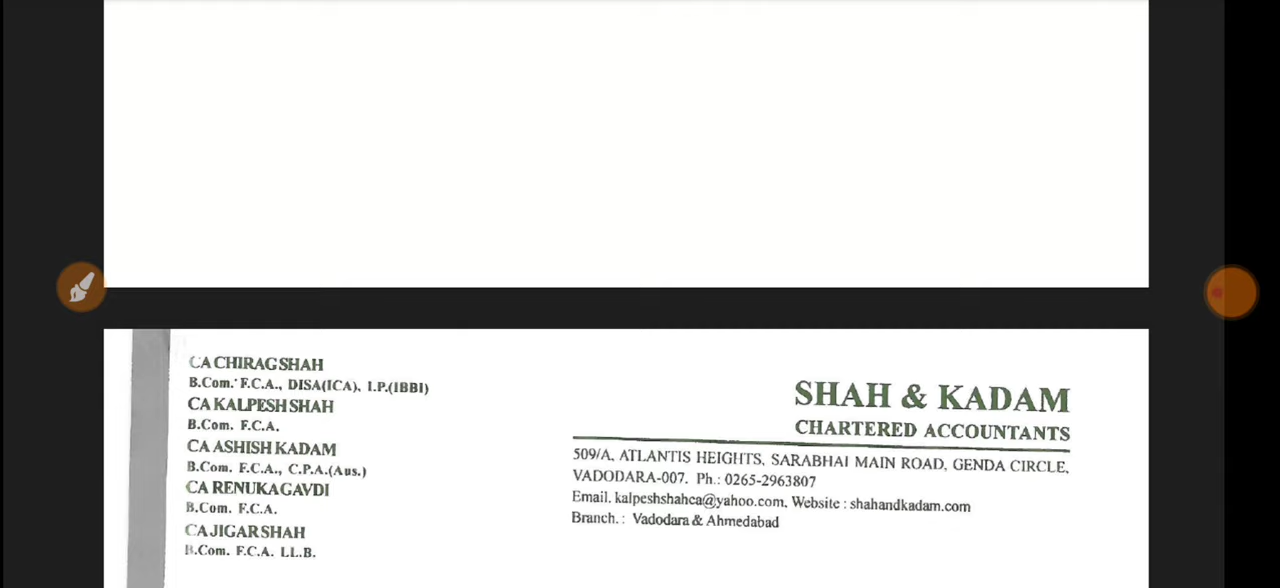 CA CHIRAG SHAH
B.Com. F.C.A., DISA(ICA), I.P.(IBBI)
CA KALPESH SHAH
B.Com. F.C.A.
CA ASHISH KADAM
B.Com. F.C.A., C.P.A.(Aus.)
CA RENUKA GAVDI
B.Com. F.C.A.
CA JIGAR SHAH
B.Com. F.C.A. LL.B.
SHAH & KADAM
CHARTERED ACCOUNTANTS
509/A, ATLANTIS HEIGHTS, SARABHAI MAIN ROAD, GENDA CIRCLE,
VADODARA-007. Ph.: 0265-2963807
Email. kalpeshshahca@yahoo.com, Website : shahandkadam.com
Branch. : Vadodara & Ahmedabad